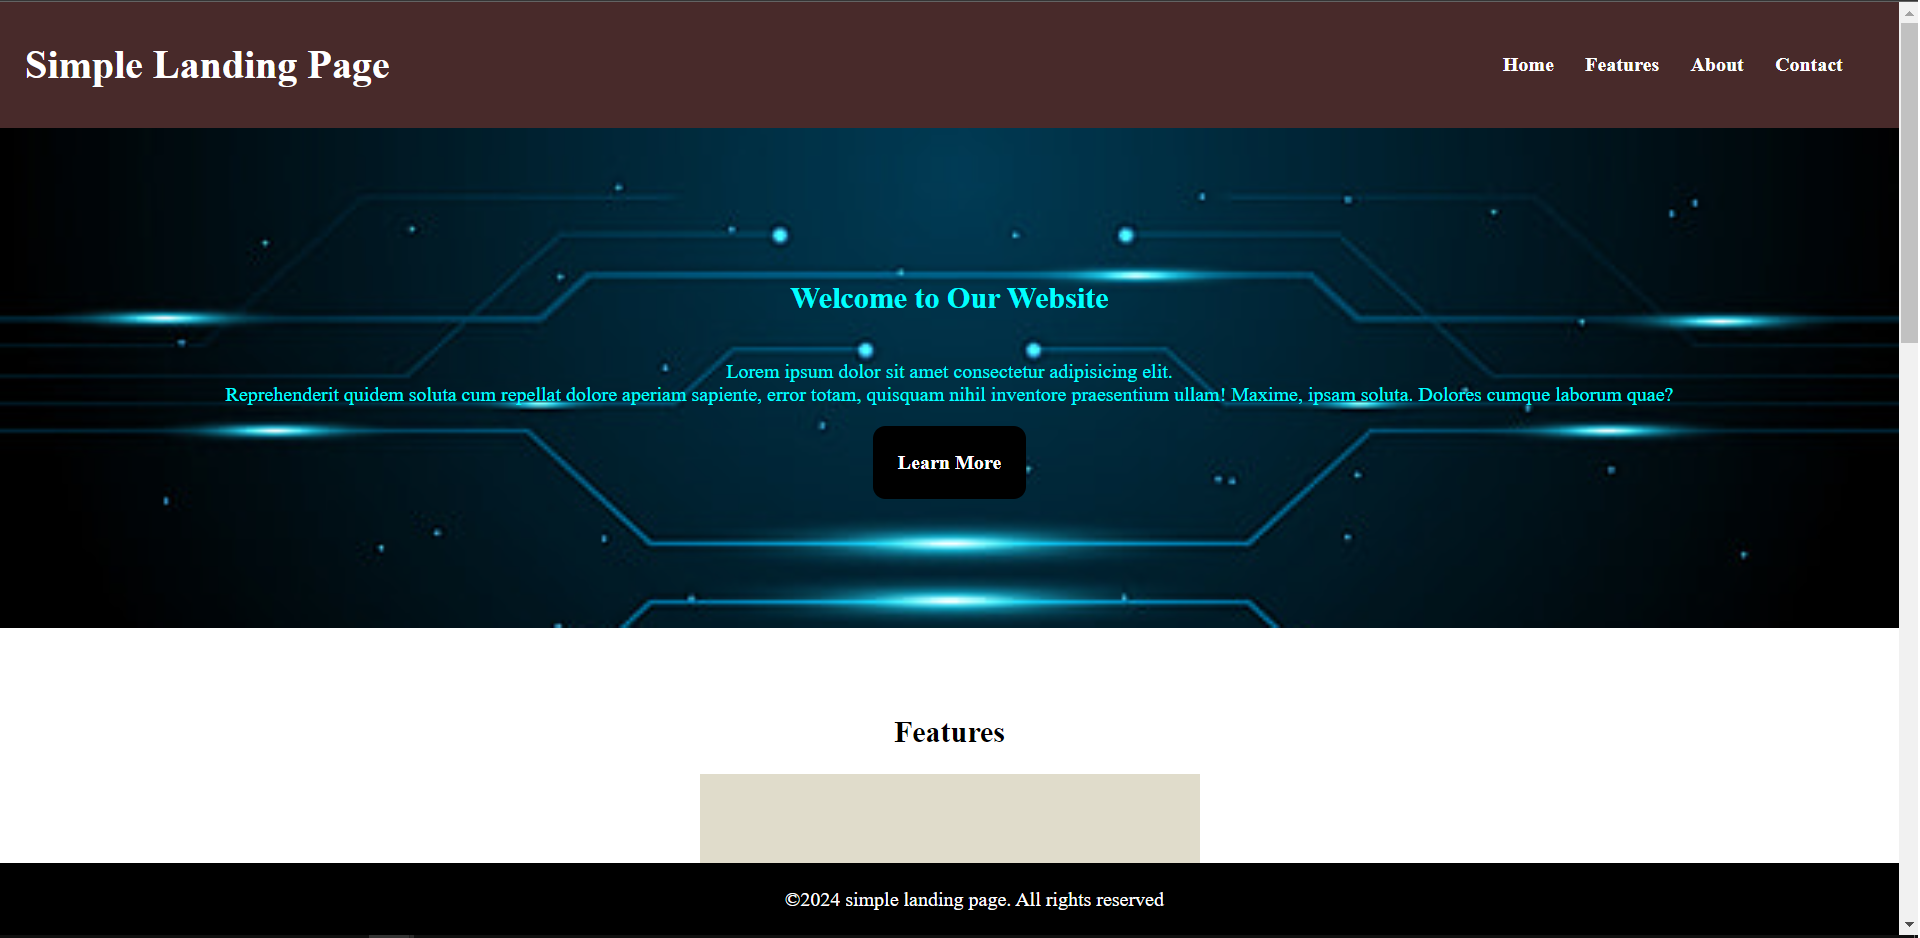 Simple Landing Page
Home Features About Contact
Welcome to Our Website
Lorem ipsum dolor sit amet consectetur adipisicing elit.
Reprehenderit quidem soluta cum repellat dolore aperiam sapiente, error totam, quisquam nihil inventore praesentium ullam! Maxime, ipsam soluta. Dolores cumque laborum quae?
Learn More
Features
©2024 simple landing page. All rights reserved